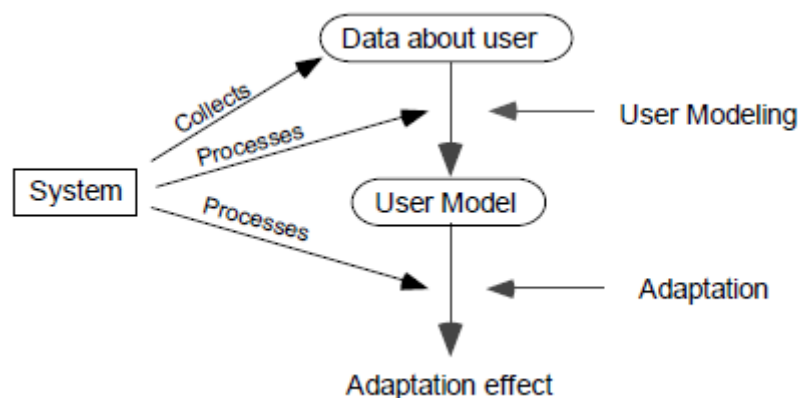 Data about user
Collects
Processes
User Modeling
System
User Model
Processes
Adaptation
Adaptation effect